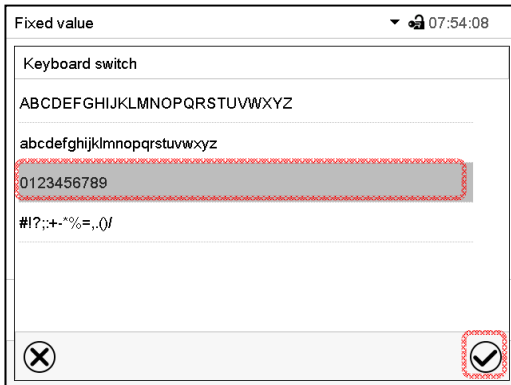 Fixed value 07:54:08
Keyboard switch
ABCDEFGHIJKLMNOPQRSTUVWXYZ
abcdefghijklmnopqrstuvwxyz
0123456789
#!?;:+-*%=,.()/